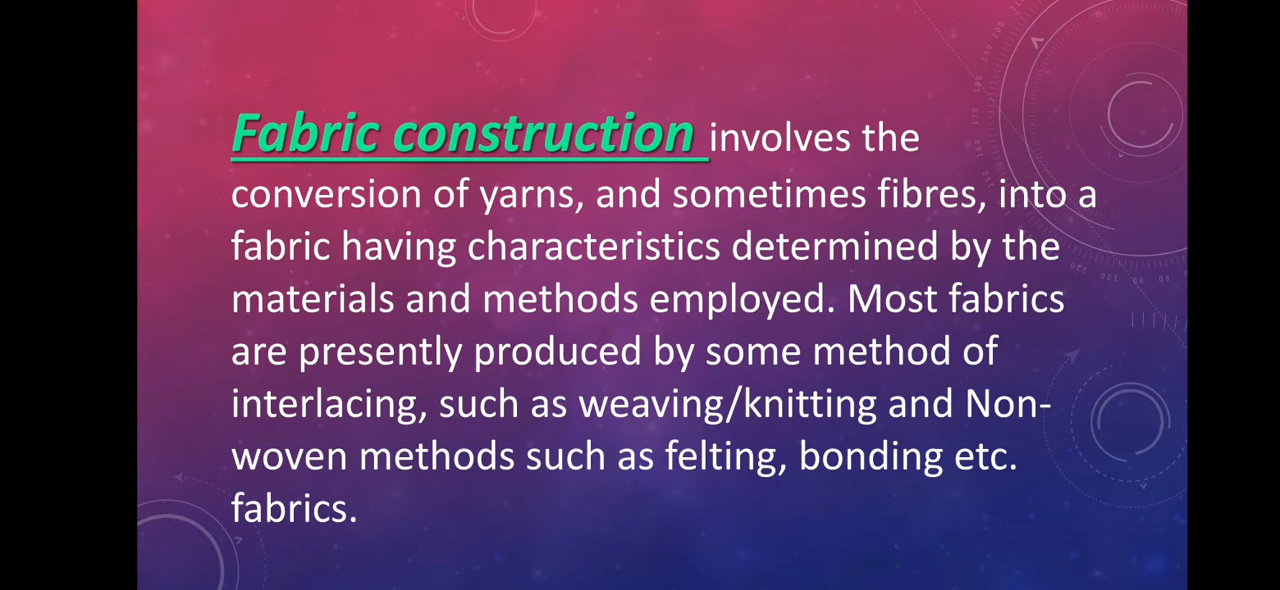 Fabric construction involves the
conversion of yarns, and sometimes fibres, into a
fabric having characteristics determined by the
materials and methods employed. Most fabrics
are presently produced by some method of
interlacing, such as weaving/knitting and Non-
woven methods such as felting, bonding etc.
fabrics.